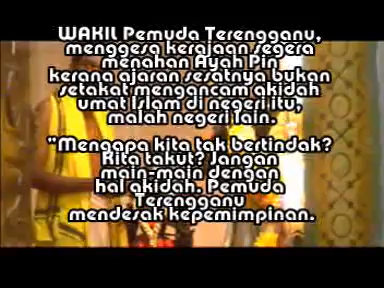 WAKIL Pemuda Terengganu,
menggesa kerajaan segera
menahan Ayah Pin
kerana ajaran sesatnya bukan
setakat mengancam akidah
umat Islam di negeri itu,
malah negeri lain.
"Mengapa kita tak bertindak?
Kita takut? Jangan
main-main dengan
hal akidah. Pemuda
Terengganu
mendesak kepemimpinan.